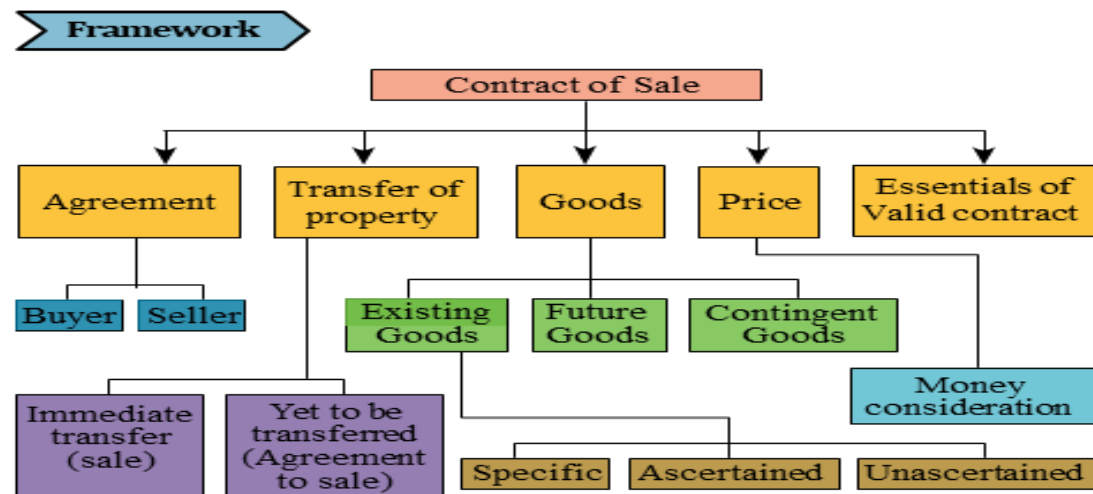 Framework
Contract of Sale
Agreement
Transfer of
property
Goods
Price
Essentials of
Valid contract
Buyer
Seller
Existing
Goods
Future
Goods
Contingent
Goods
Immediate
transfer
(sale)
Yet to be
transferred
(Agreement
to sale)
Money
consideration
Specific
Ascertained
Unascertained